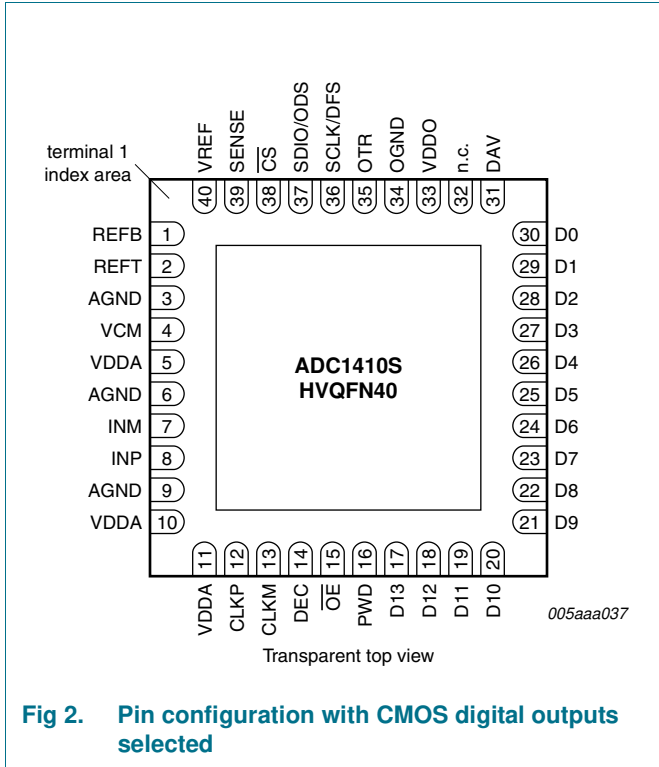 terminal 1
index area
40 VREF
39 SENSE
38 C̅S̅
37 SDIO/ODS
36 SCLK/DFS
35 OTR
34 OGND
33 VDDO
32 n.c.
31 DAV
REFB 1
REFT 2
AGND 3
VCM 4
VDDA 5
AGND 6
INM 7
INP 8
AGND 9
VDDA 10
30 D0
29 D1
28 D2
27 D3
26 D4
25 D5
24 D6
23 D7
22 D8
21 D9
ADC1410S
HVQFN40
VDDA 11
CLKP 12
CLKM 13
DEC 14
O̅E̅ 15
PWD 16
D13 17
D12 18
D11 19
D10 20
005aaa037
Transparent top view
Fig 2. Pin configuration with CMOS digital outputs
selected